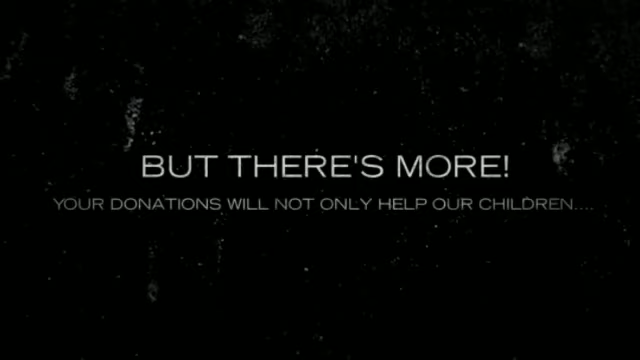 BUT THERE'S MORE!
YOUR DONATIONS WILL NOT ONLY HELP OUR CHILDREN....